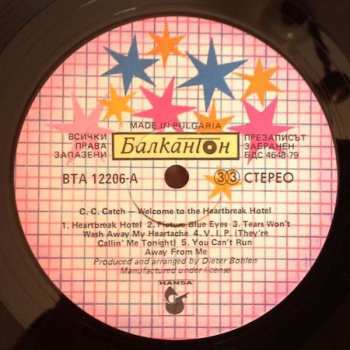 MADE IN BULGARIA
ВСИЧКИ
ПРАВА
ЗАПАЗЕНИ
Балкантон
ПРЕЗАПИСЪТ
ЗАБРАНЕН
БДС 4648-79
ВТА 12206-А
33 СТЕРЕО
C. C. Catch – Welcome to the Heartbreak Hotel
1. Heartbreak Hotel 2. Picture Blue Eyes 3. Tears Won't
Wash Away My Heartache 4. V. I. P. (They're
Callin' Me Tonight) 5. You Can't Run
Away From Me
Produced and arranged by Dieter Bohlen
Manufactured under license
HANSA